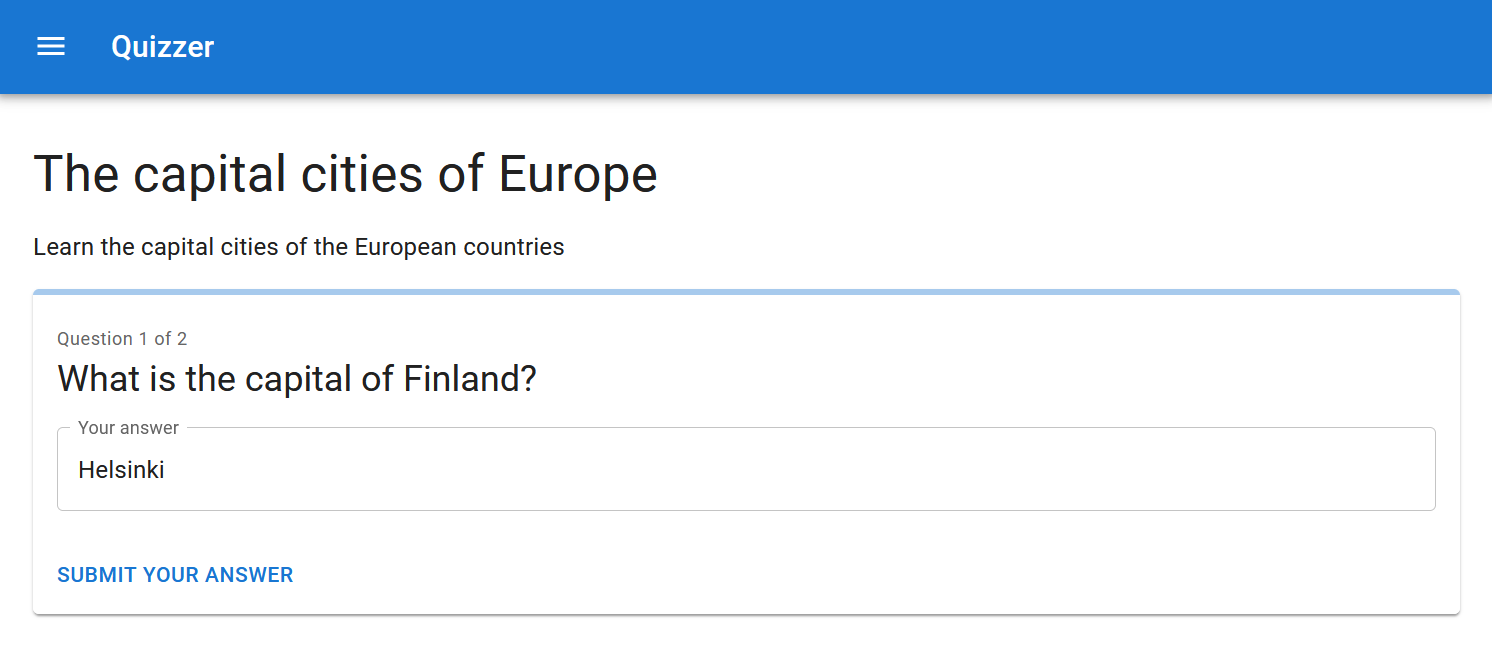 Quizzer
The capital cities of Europe
Learn the capital cities of the European countries
Question 1 of 2
What is the capital of Finland?
Your answer
Helsinki
SUBMIT YOUR ANSWER